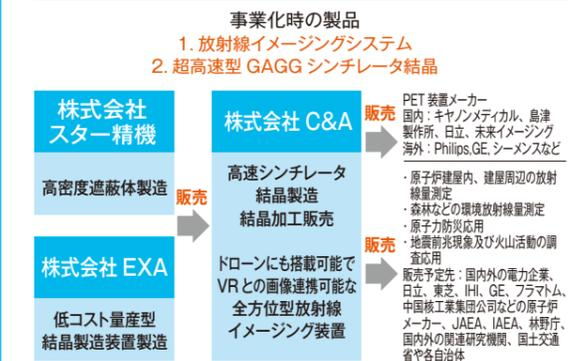 事業化時の製品
1. 放射線イメージングシステム
2. 超高速型 GAGG シンチレータ結晶
株式会社
スター精機
高密度遮蔽体製造
株式会社 EXA
低コスト量産型
結晶製造装置製造
販売
株式会社 C&A
高速シンチレータ
結晶製造
結晶加工販売
ドローンにも搭載可能で
VR との画像連携可能な
全方位型放射線
イメージング装置
販売
PET 装置メーカー
国内：キヤノンメディカル、島津
製作所、日立、未来イメージング
海外：Philips,GE,シーメンスなど
販売
・原子炉建屋内、建屋周辺の放射
線量測定
・森林などの環境放射線量測定
・原子力防災応用
・地震前兆現象及び火山活動の調
査応用
販売予定先：国内外の電力企業、
日立、東芝、IHI、GE、フラマトム、
中国核工業集団公司などの原子炉
メーカー、JAEA、IAEA、林野庁、
国内外の関連研究機関、国土交通
省や各自治体